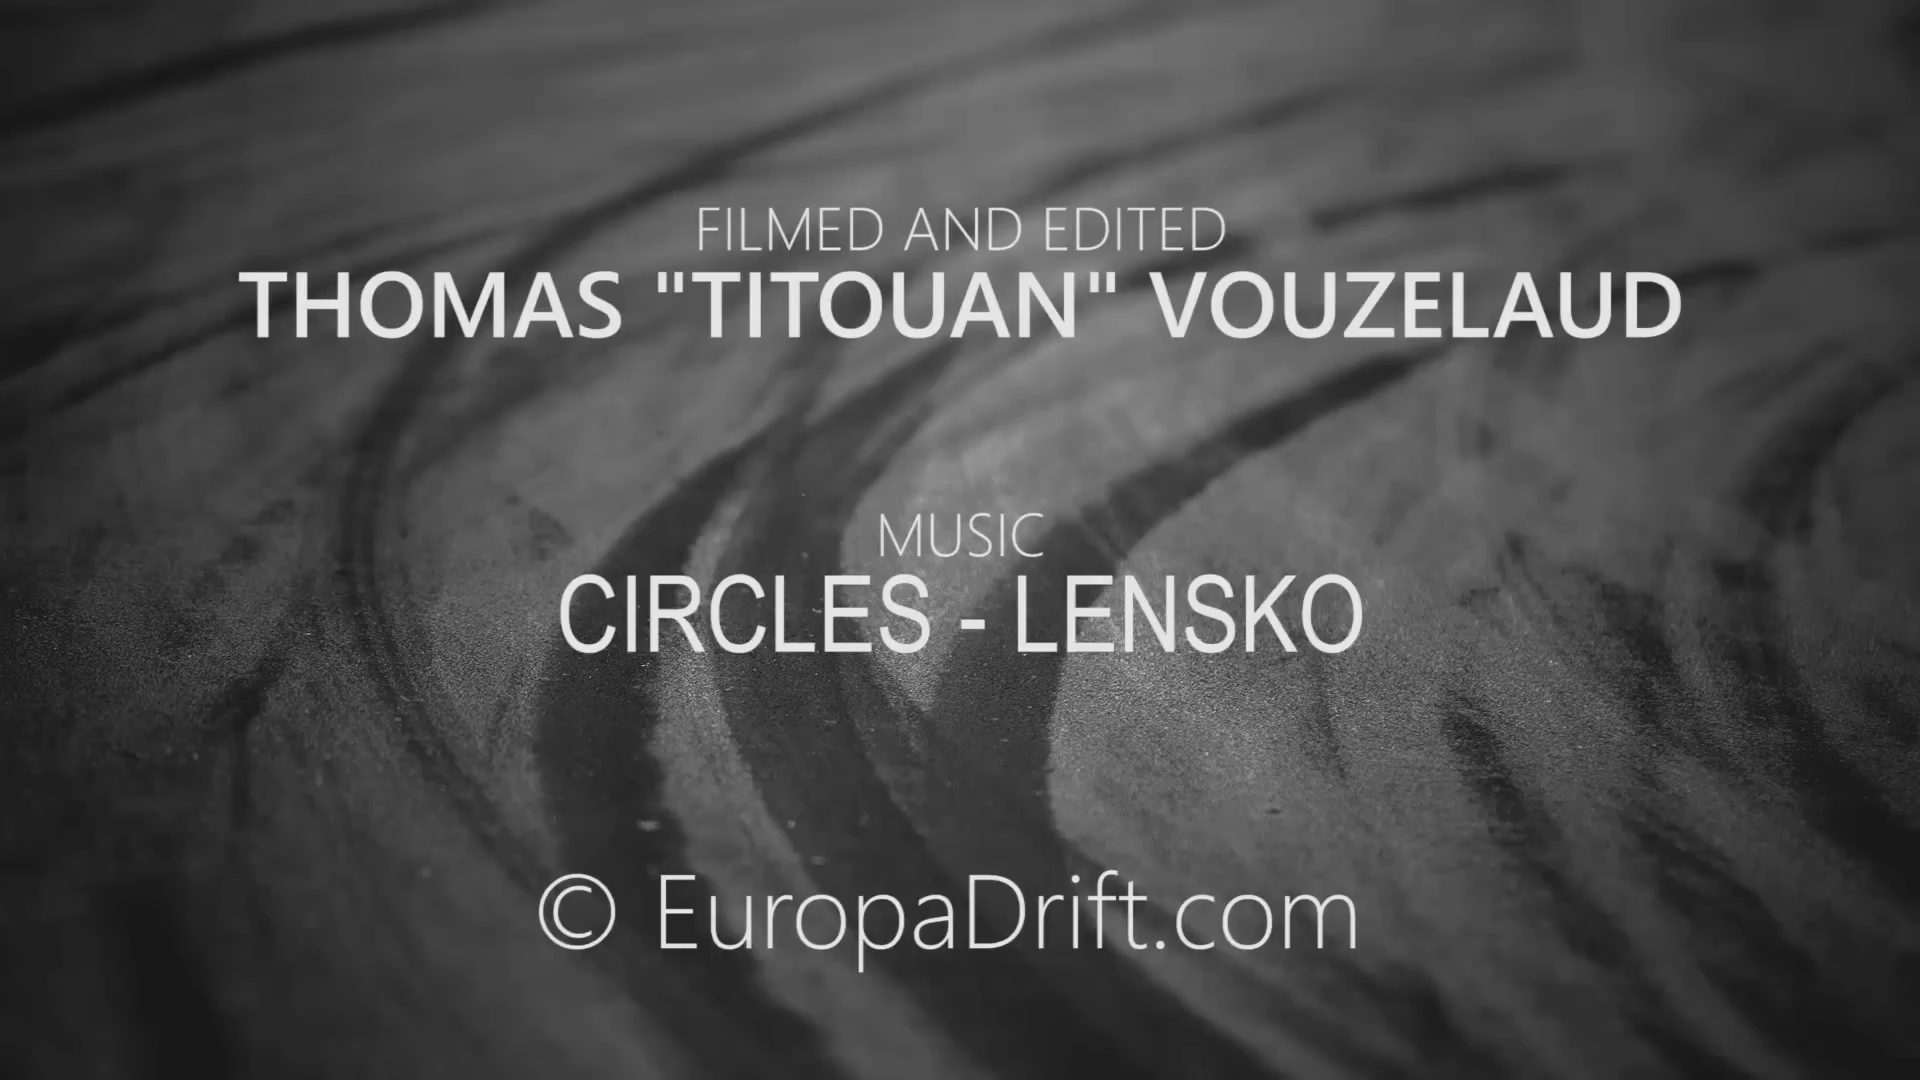 FILMED AND EDITED
THOMAS "TITOUAN" VOUZELAUD
MUSIC
CIRCLES - LENSKO
© EuropaDrift.com